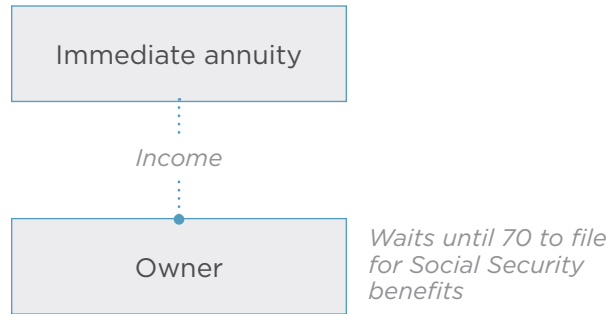 Immediate annuity
Income
Owner
Waits until 70 to file
for Social Security
benefits